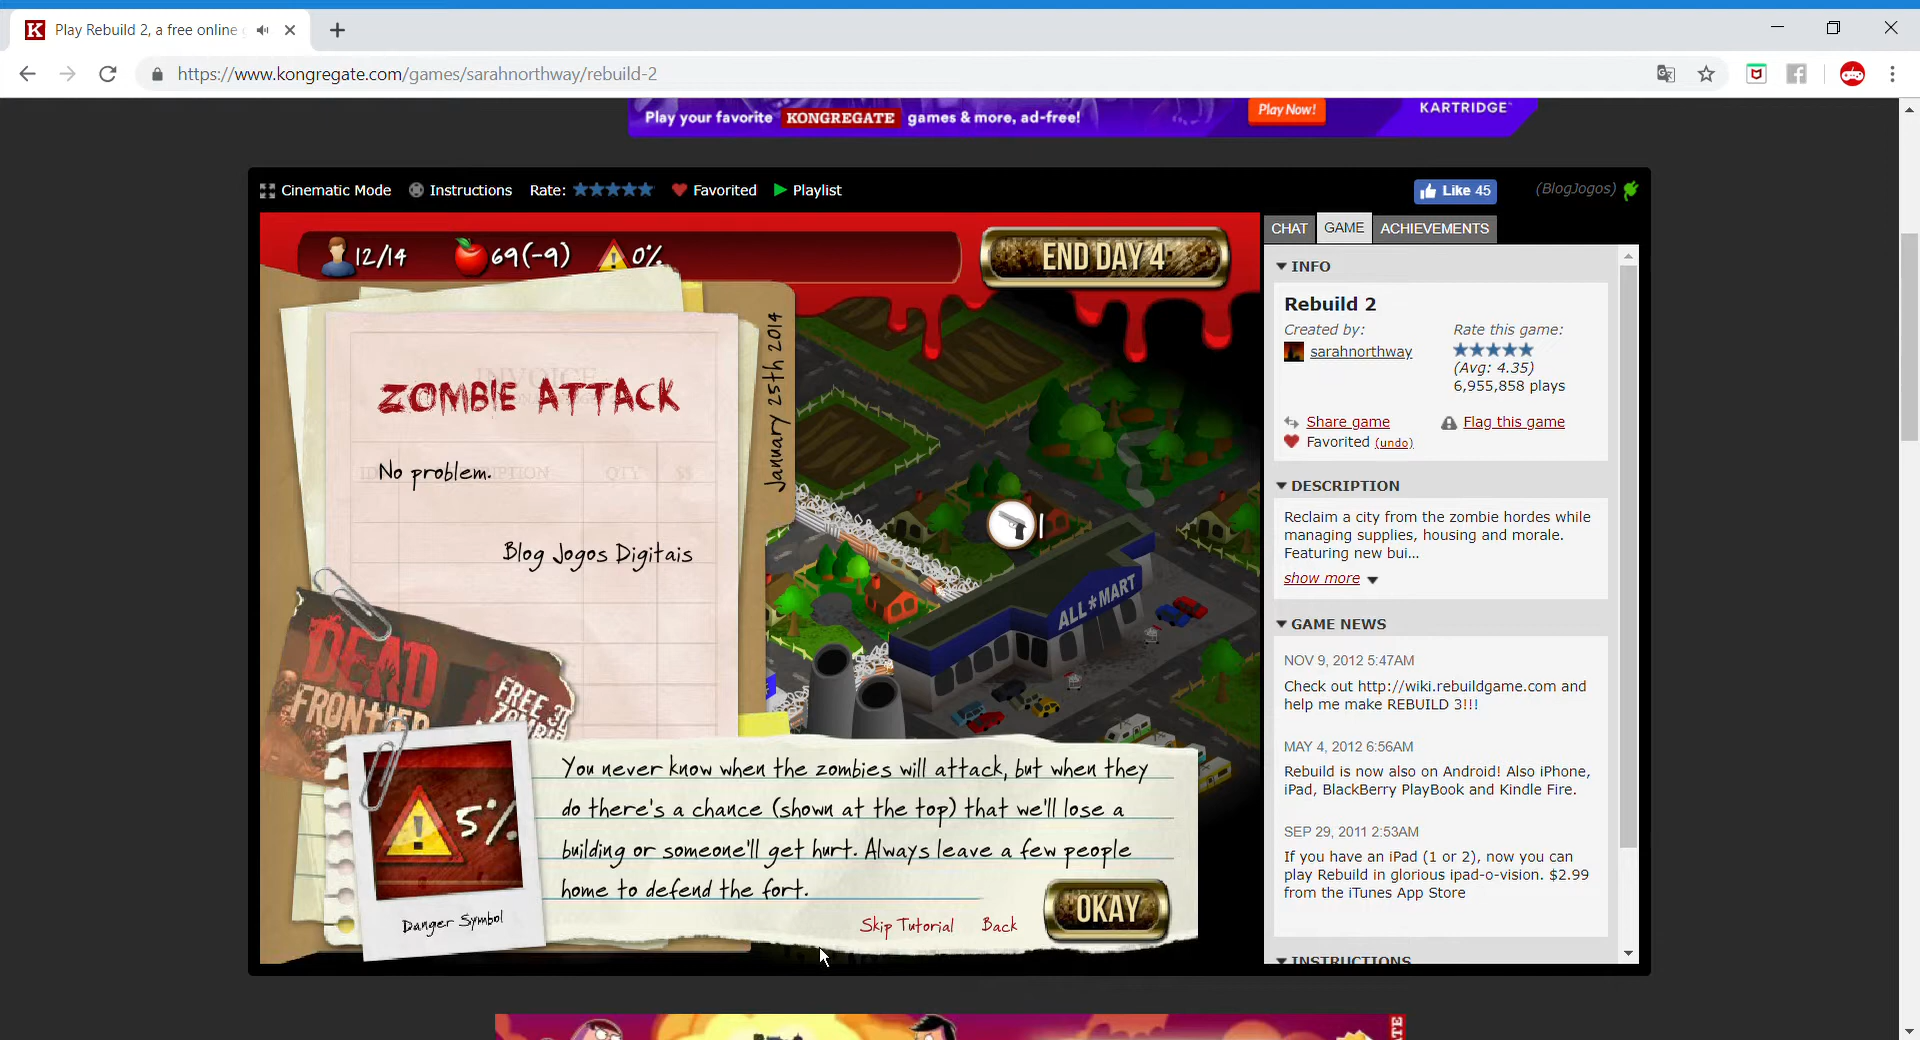 Play Rebuild 2, a free online
https://www.kongregate.com/games/sarahnorthway/rebuild-2
Play your favorite KONGREGATE games & more, ad-free!
Play Now!
KARTRIDGE
Cinematic Mode
Instructions
Rate:
Favorited
Playlist
Like 45
(BlogJogos)
12/14
69(-9)
0%
END DAY 4
CHAT
GAME
ACHIEVEMENTS
January 25th 2014
INVOICE
ZOMBIE ATTACK
QTY
$$
No problem.
Blog Jogos Digitais
DEAD
FRONTIER
FREE 3D
ALL*MART
5%
Danger Symbol
You never know when the zombies will attack, but when they
do there's a chance (shown at the top) that we'll lose a
building or someone'll get hurt. Always leave a few people
home to defend the fort.
Skip Tutorial
Back
OKAY
INFO
Rebuild 2
Created by:
sarahnorthway
Rate this game:
(Avg: 4.35)
6,955,858 plays
Share game
Flag this game
Favorited (undo)
DESCRIPTION
Reclaim a city from the zombie hordes while
managing supplies, housing and morale.
Featuring new bui...
show more
GAME NEWS
NOV 9, 2012 5:47AM
Check out http://wiki.rebuildgame.com and
help me make REBUILD 3!!!
MAY 4, 2012 6:56AM
Rebuild is now also on Android! Also iPhone,
iPad, BlackBerry PlayBook and Kindle Fire.
SEP 29, 2011 2:53AM
If you have an iPad (1 or 2), now you can
play Rebuild in glorious ipad-o-vision. $2.99
from the iTunes App Store
INSTRUCTIONS